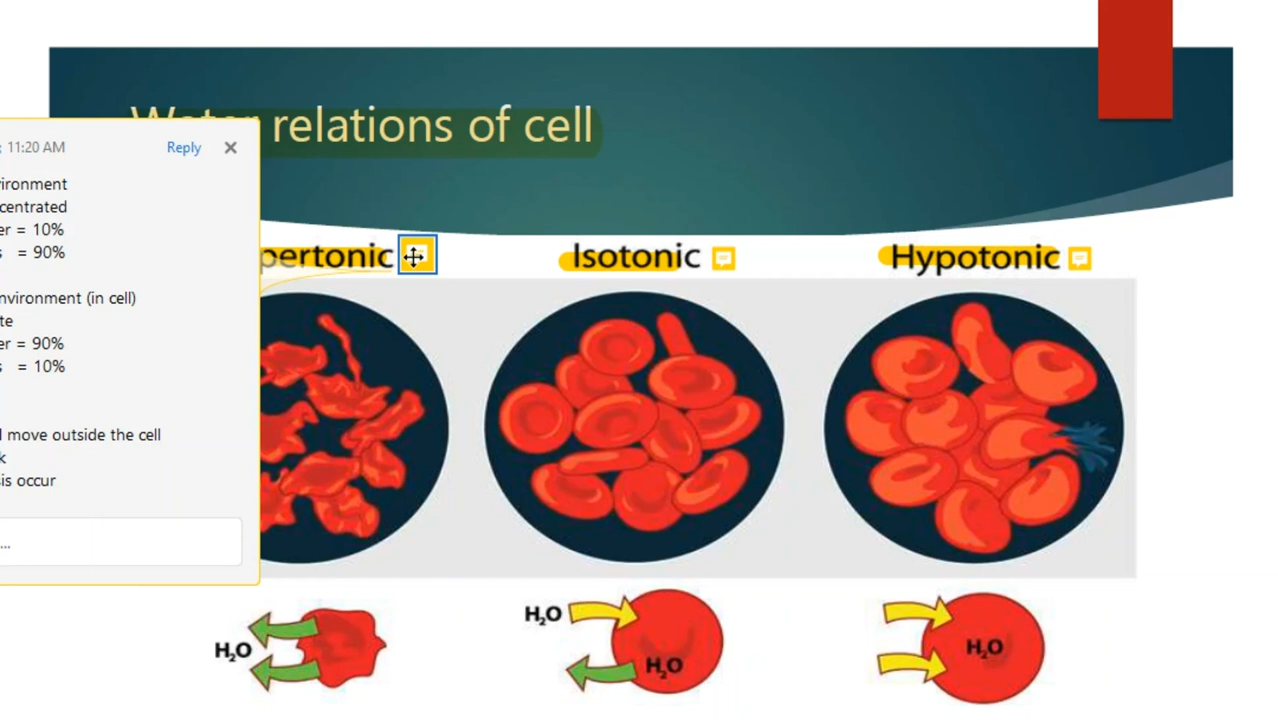 Water relations of cell
11:20 AM
Reply
ironment
centrated
er = 10%
s = 90%
nvironment (in cell)
te
er = 90%
s = 10%
l move outside the cell
k
is occur
...
pertonic
Isotonic
Hypotonic
H₂O
H₂O
H₂O
H₂O